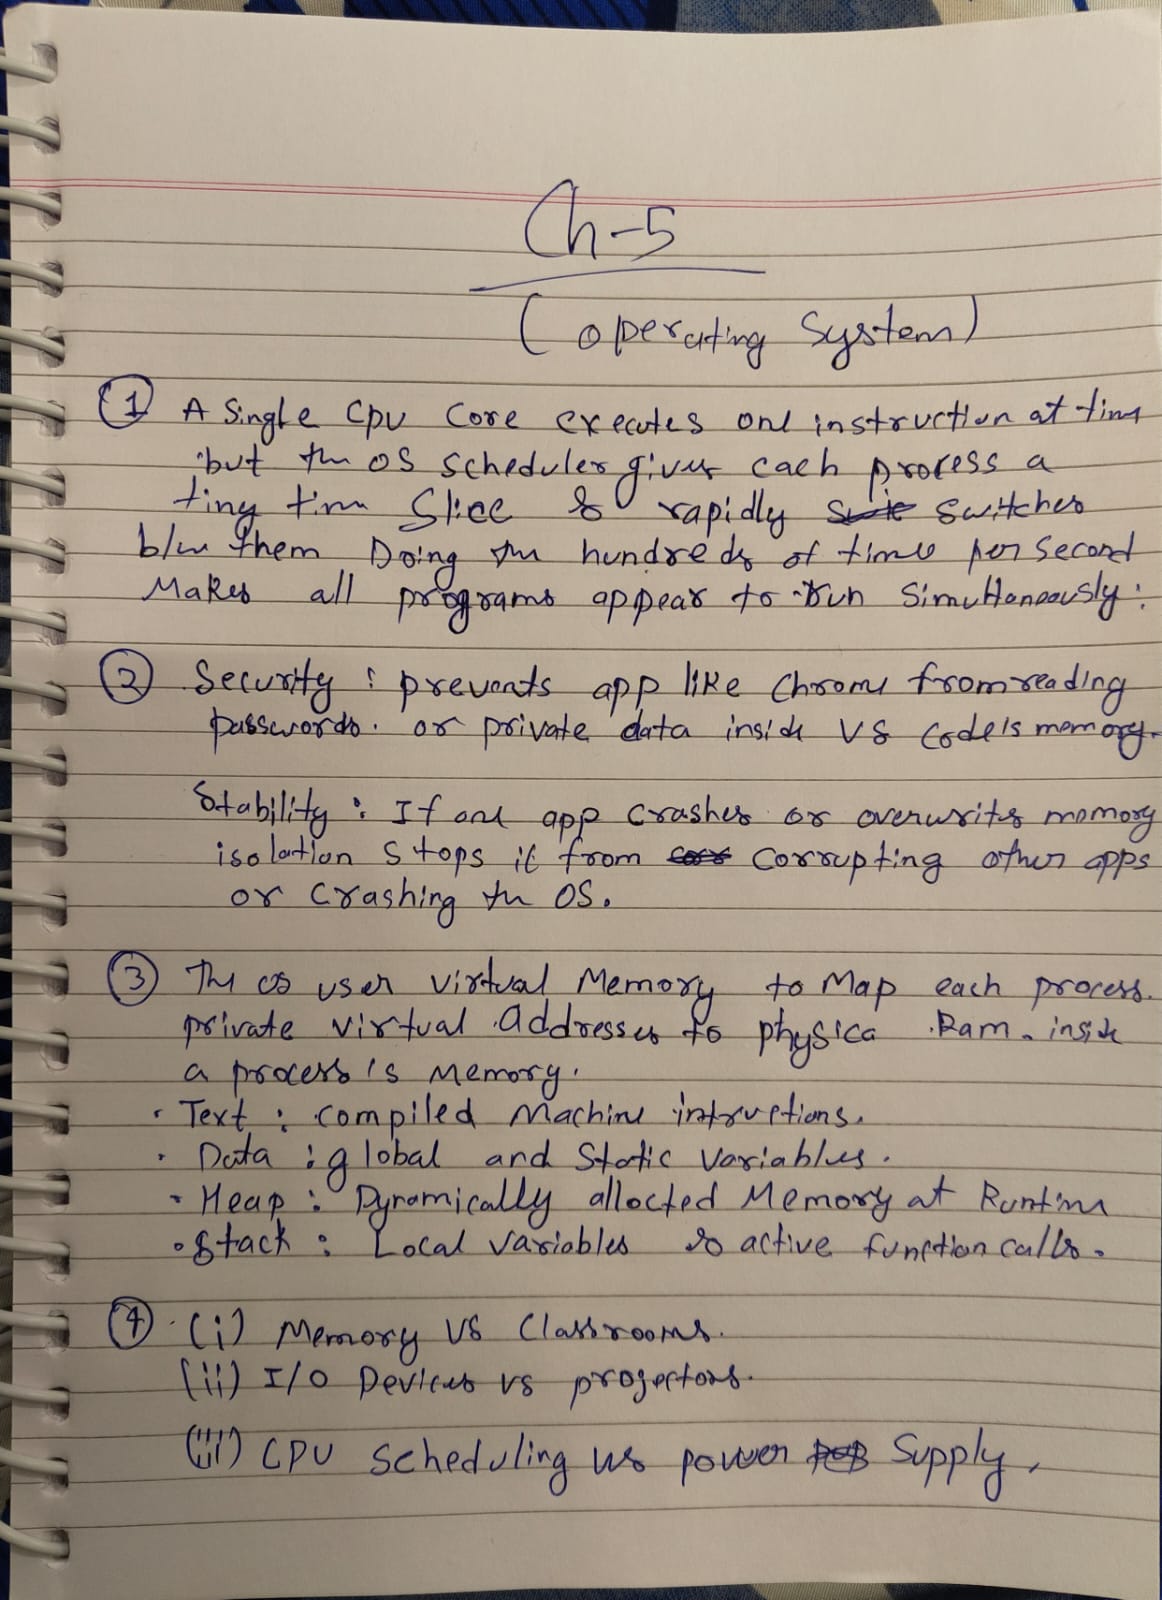 Ch-5
(operating System)
① A Single CPU Core executes one instruction at time
but the OS scheduler gives each process a
tiny time Slice & rapidly switches
b/w them Doing the hundreds of time per second
Makes all programs appear to run Simultaneously.
② Security : prevents app like Chrome from reading
passwords. or private data inside VS Code's memory.
Stability : If one app crashes or overwrites memory
isolation Stops it from corrupting other apps
or crashing the OS.
③ The OS user virtual Memory to Map each process.
private virtual Addresses to physica Ram. inside
a process's Memory.
• Text : compiled Machine intructions.
• Data : global and Static Variables.
• Heap : Dynamically allocted Memory at Runtime
• Stack : Local variables & active function calls.
④ (i) Memory VS Classrooms.
(ii) I/O Devices vs projectors.
(iii) CPU scheduling vs power Supply.